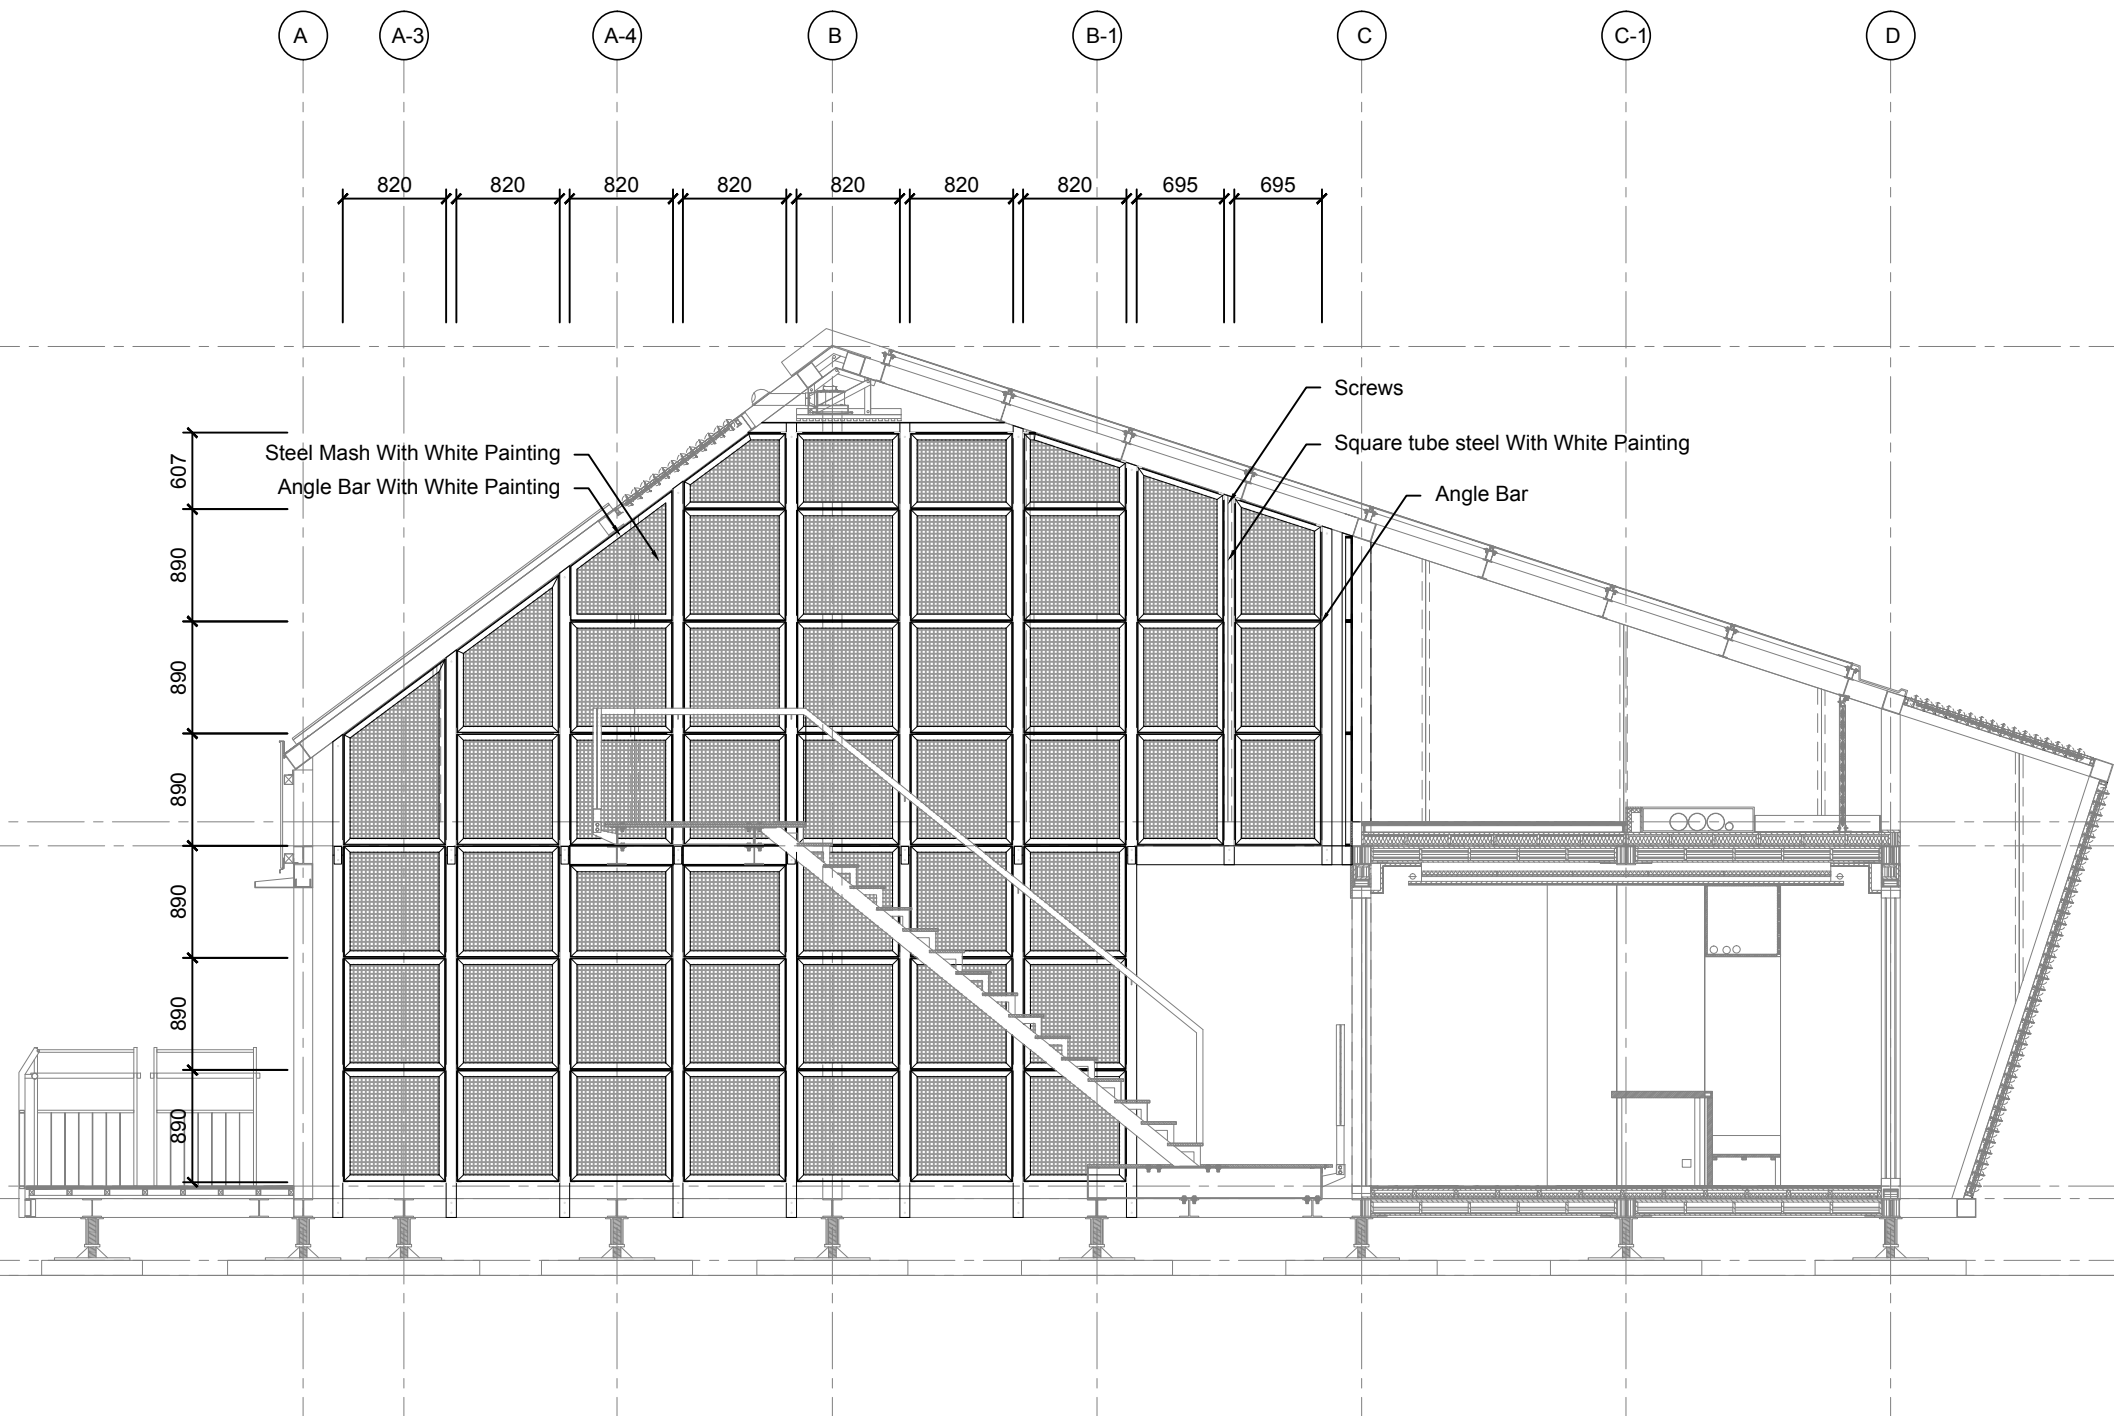 A
A-3
A-4
B
B-1
C
C-1
D
820
820
820
820
820
820
820
695
695
Screws
Square tube steel With White Painting
Steel Mash With White Painting
Angle Bar With White Painting
Angle Bar
607
890
890
890
890
890
890